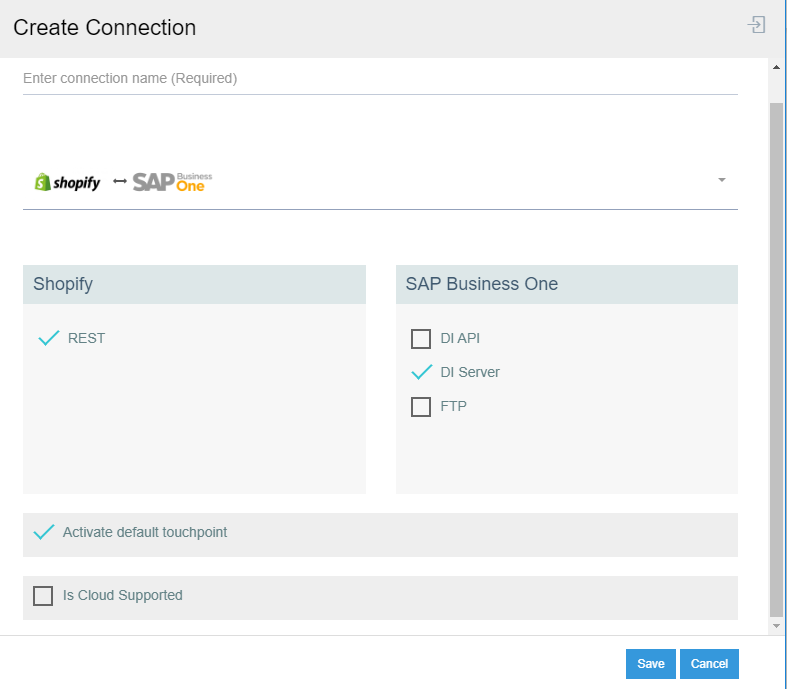 Create Connection
Enter connection name (Required)
shopify SAP Business One
Shopify
REST
SAP Business One
DI API
DI Server
FTP
Activate default touchpoint
Is Cloud Supported
Save Cancel